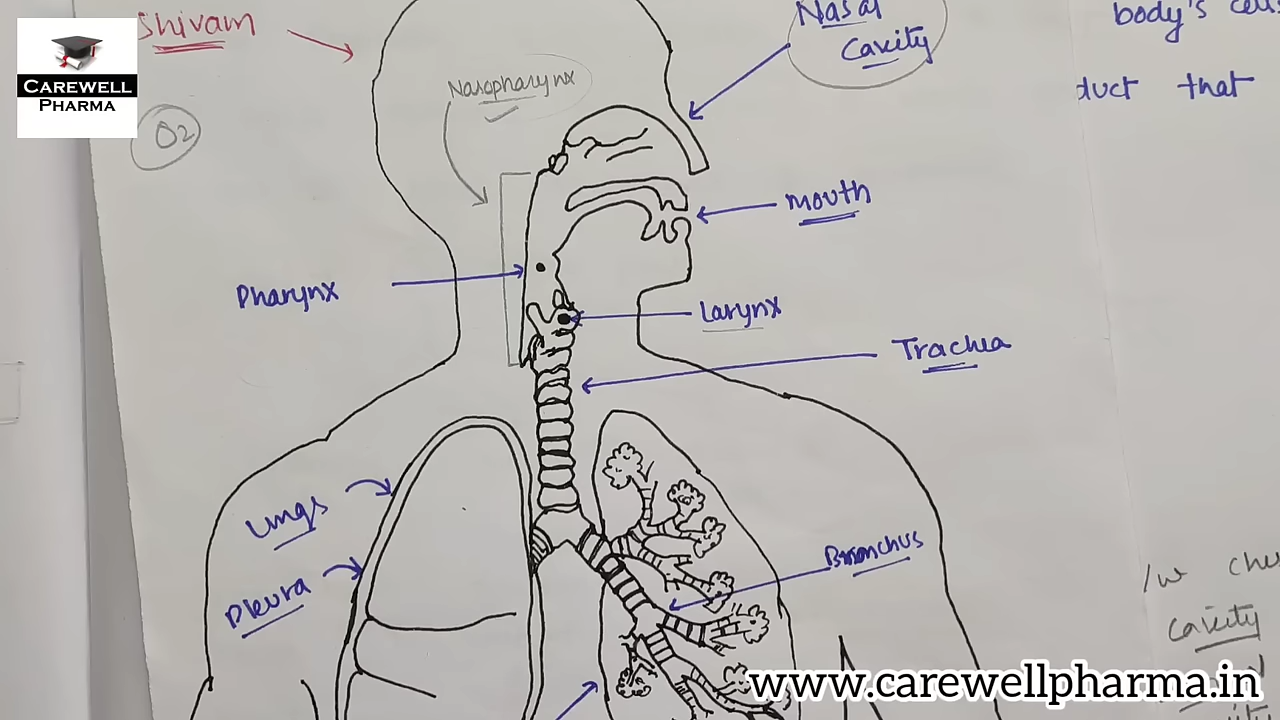 Shivam
CAREWELL
PHARMA
O2
Nasopharynx
Nasal
Cavity
body's cells
duct that
mouth
Pharynx
Larynx
Trachea
Lungs
Pleura
Bronchus
/w
Cavity
www.carewellpharma.in